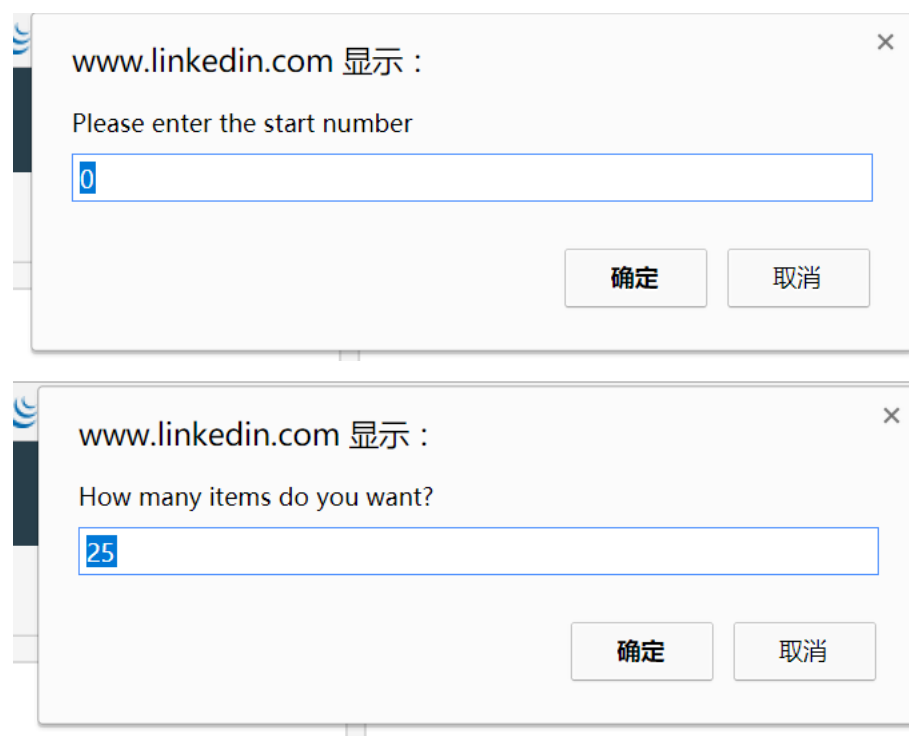 www.linkedin.com 显示：
Please enter the start number
0
确定 取消
www.linkedin.com 显示：
How many items do you want?
25
确定 取消